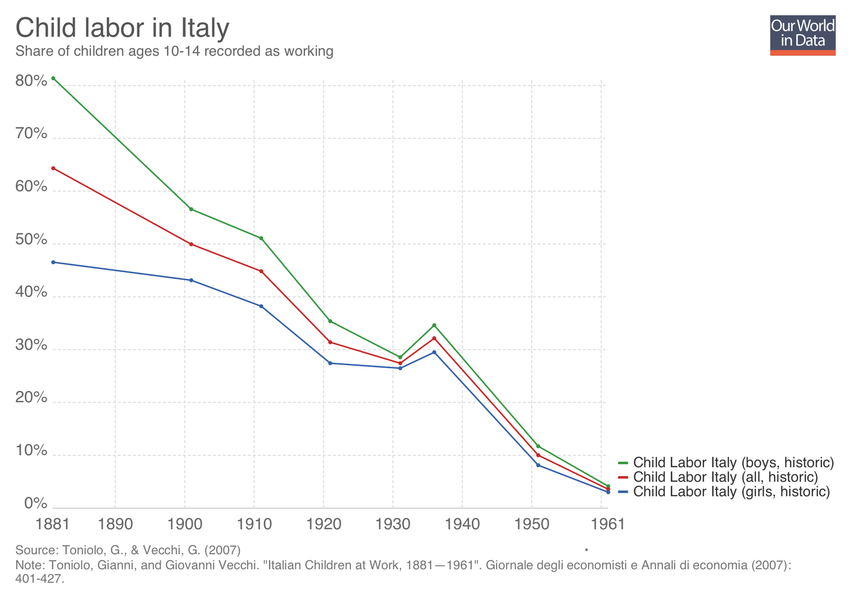 Child labor in Italy
Share of children ages 10-14 recorded as working
Our World
in Data
80%
70%
60%
50%
40%
30%
20%
10%
0%
1881 1890 1900 1910 1920 1930 1940 1950 1961
Child Labor Italy (boys, historic)
Child Labor Italy (all, historic)
Child Labor Italy (girls, historic)
Source: Toniolo, G., & Vecchi, G. (2007)
Note: Toniolo, Gianni, and Giovanni Vecchi. "Italian Children at Work, 1881—1961". Giornale degli economisti e Annali di economia (2007):
401-427.